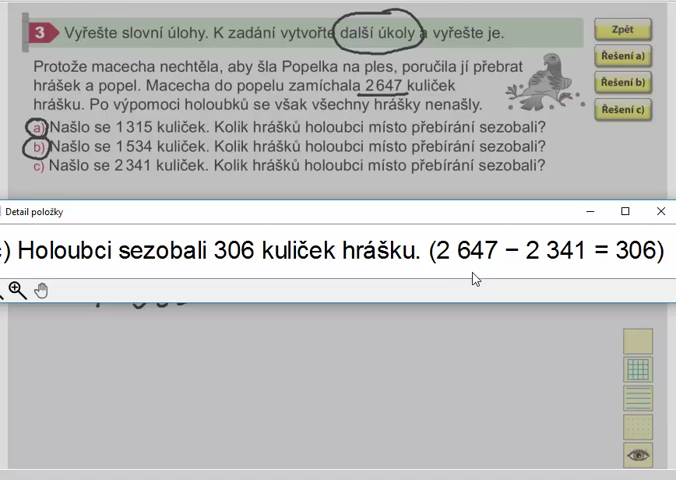 3 Vyřešte slovní úlohy. K zadání vytvořte další úkoly a vyřešte je.
Zpět
Řešení a)
Řešení b)
Řešení c)
Protože macecha nechtěla, aby šla Popelka na ples, poručila jí přebrat
hrášek a popel. Macecha do popelu zamíchala 2 647 kuliček
hrášku. Po výpomoci holoubků se však všechny hrášky nenašly.
a) Našlo se 1 315 kuliček. Kolik hrášků holoubci místo přebírání sezobali?
b) Našlo se 1 534 kuliček. Kolik hrášků holoubci místo přebírání sezobali?
c) Našlo se 2 341 kuliček. Kolik hrášků holoubci místo přebírání sezobali?
Detail položky
c) Holoubci sezobali 306 kuliček hrášku. (2 647 − 2 341 = 306)